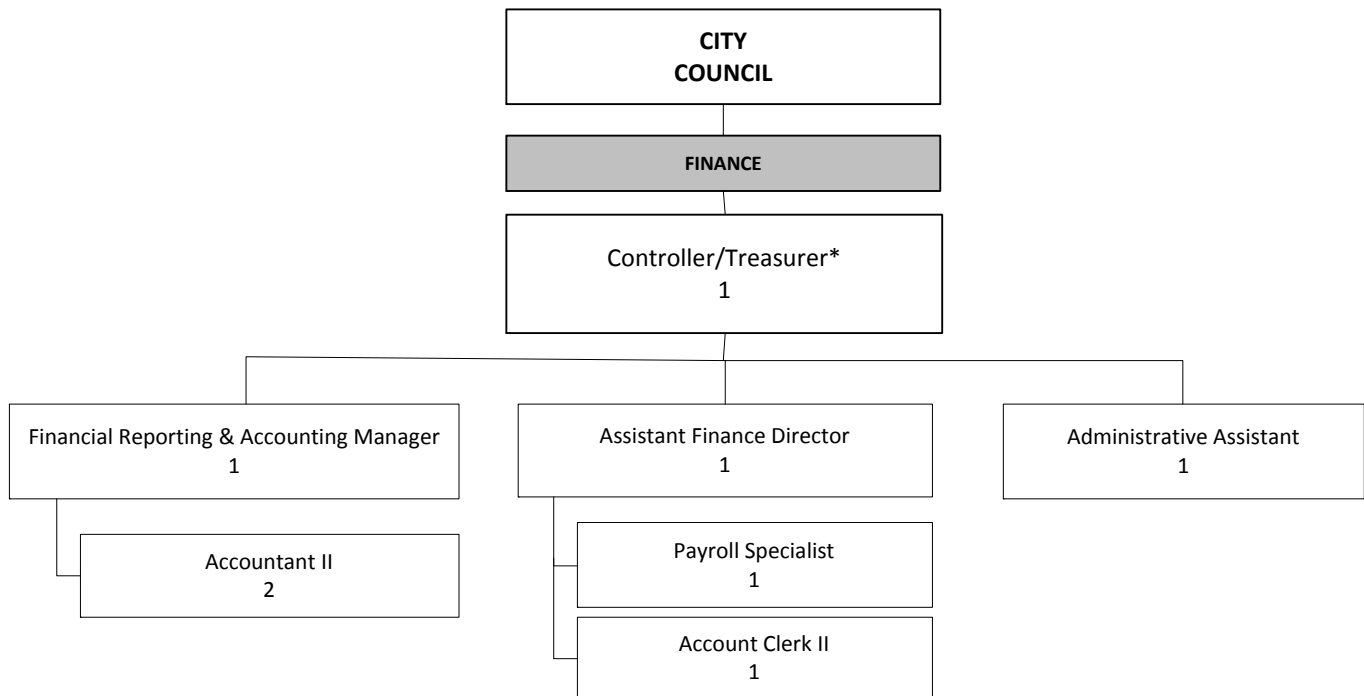 CITY
COUNCIL
FINANCE
Controller/Treasurer*
1
Financial Reporting & Accounting Manager
1
Assistant Finance Director
1
Administrative Assistant
1
Accountant II
2
Payroll Specialist
1
Account Clerk II
1